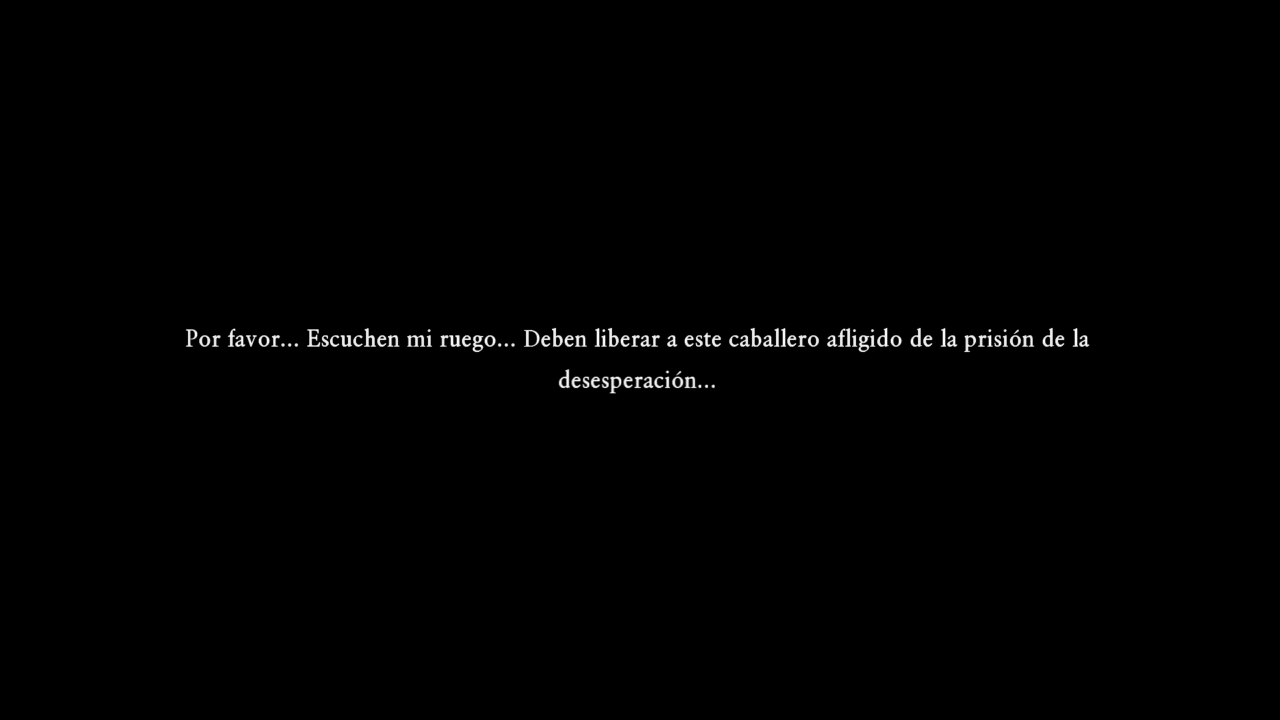 Por favor... Escuchen mi ruego... Deben liberar a este caballero afligido de la prisión de la
desesperación...